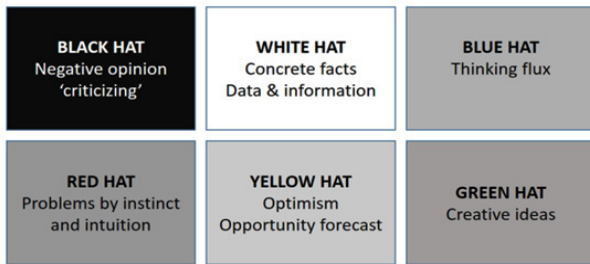 BLACK HAT
Negative opinion
‘criticizing’
WHITE HAT
Concrete facts
Data & information
BLUE HAT
Thinking flux
RED HAT
Problems by instinct
and intuition
YELLOW HAT
Optimism
Opportunity forecast
GREEN HAT
Creative ideas